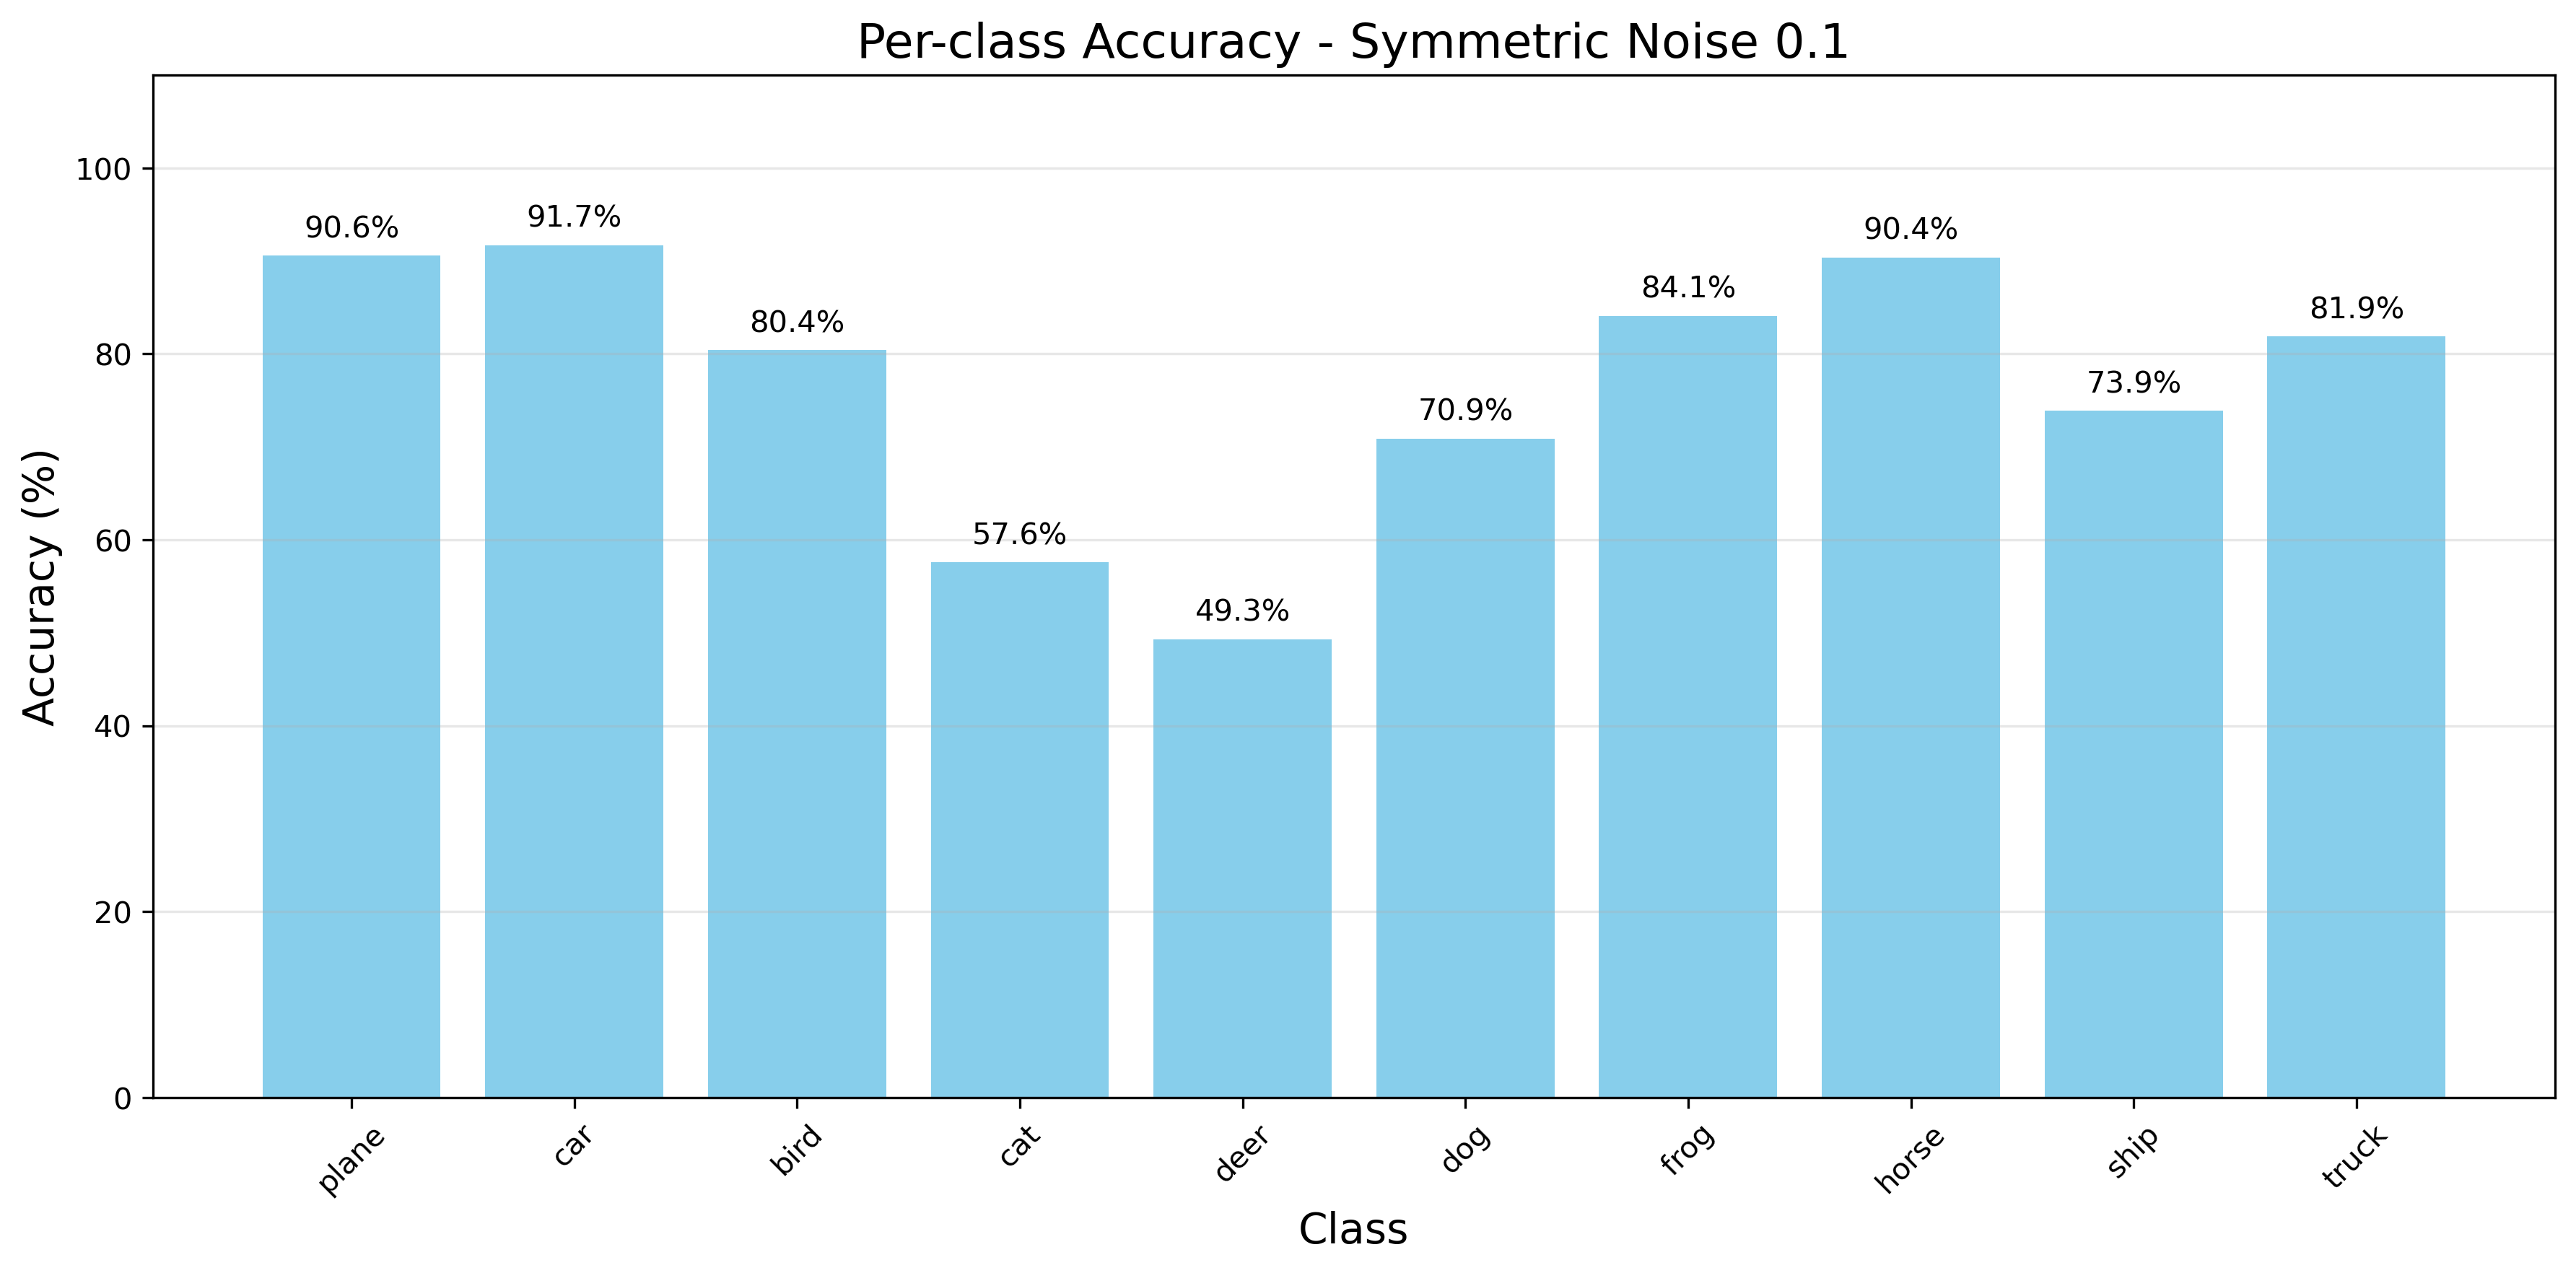 Per-class Accuracy - Symmetric Noise 0.1
Accuracy (%)
100
80
60
40
20
0
90.6%
91.7%
80.4%
57.6%
49.3%
70.9%
84.1%
90.4%
73.9%
81.9%
plane
car
bird
cat
deer
dog
frog
horse
ship
truck
Class